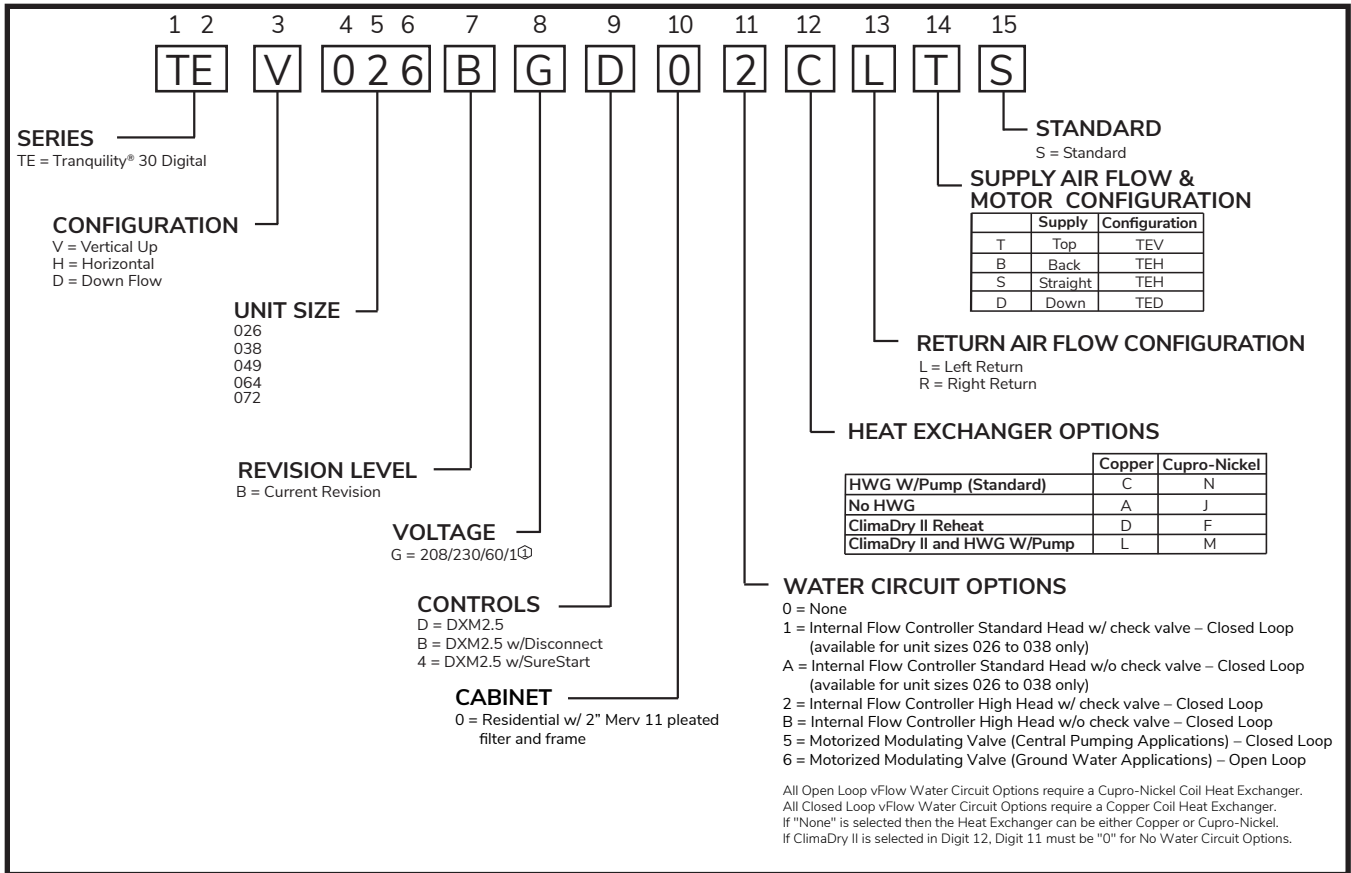 1 2 3 4 5 6 7 8 9 10 11 12 13 14 15
TE V 0 2 6 B G D 0 2 C L T S
SERIES
TE = Tranquility® 30 Digital
CONFIGURATION
V = Vertical Up
H = Horizontal
D = Down Flow
UNIT SIZE
026
038
049
064
072
REVISION LEVEL
B = Current Revision
VOLTAGE
G = 208/230/60/1①
CONTROLS
D = DXM2.5
B = DXM2.5 w/Disconnect
4 = DXM2.5 w/SureStart
CABINET
0 = Residential w/ 2” Merv 11 pleated
filter and frame
STANDARD
S = Standard
SUPPLY AIR FLOW &
MOTOR CONFIGURATION
Supply Configuration
T Top TEV
B Back TEH
S Straight TEH
D Down TED
RETURN AIR FLOW CONFIGURATION
L = Left Return
R = Right Return
HEAT EXCHANGER OPTIONS
Copper Cupro-Nickel
HWG W/Pump (Standard) C N
No HWG A J
ClimaDry II Reheat D F
ClimaDry II and HWG W/Pump L M
WATER CIRCUIT OPTIONS
0 = None
1 = Internal Flow Controller Standard Head w/ check valve – Closed Loop
(available for unit sizes 026 to 038 only)
A = Internal Flow Controller Standard Head w/o check valve – Closed Loop
(available for unit sizes 026 to 038 only)
2 = Internal Flow Controller High Head w/ check valve – Closed Loop
B = Internal Flow Controller High Head w/o check valve – Closed Loop
5 = Motorized Modulating Valve (Central Pumping Applications) – Closed Loop
6 = Motorized Modulating Valve (Ground Water Applications) – Open Loop
All Open Loop vFlow Water Circuit Options require a Cupro-Nickel Coil Heat Exchanger.
All Closed Loop vFlow Water Circuit Options require a Copper Coil Heat Exchanger.
If "None" is selected then the Heat Exchanger can be either Copper or Cupro-Nickel.
If ClimaDry II is selected in Digit 12, Digit 11 must be "0" for No Water Circuit Options.